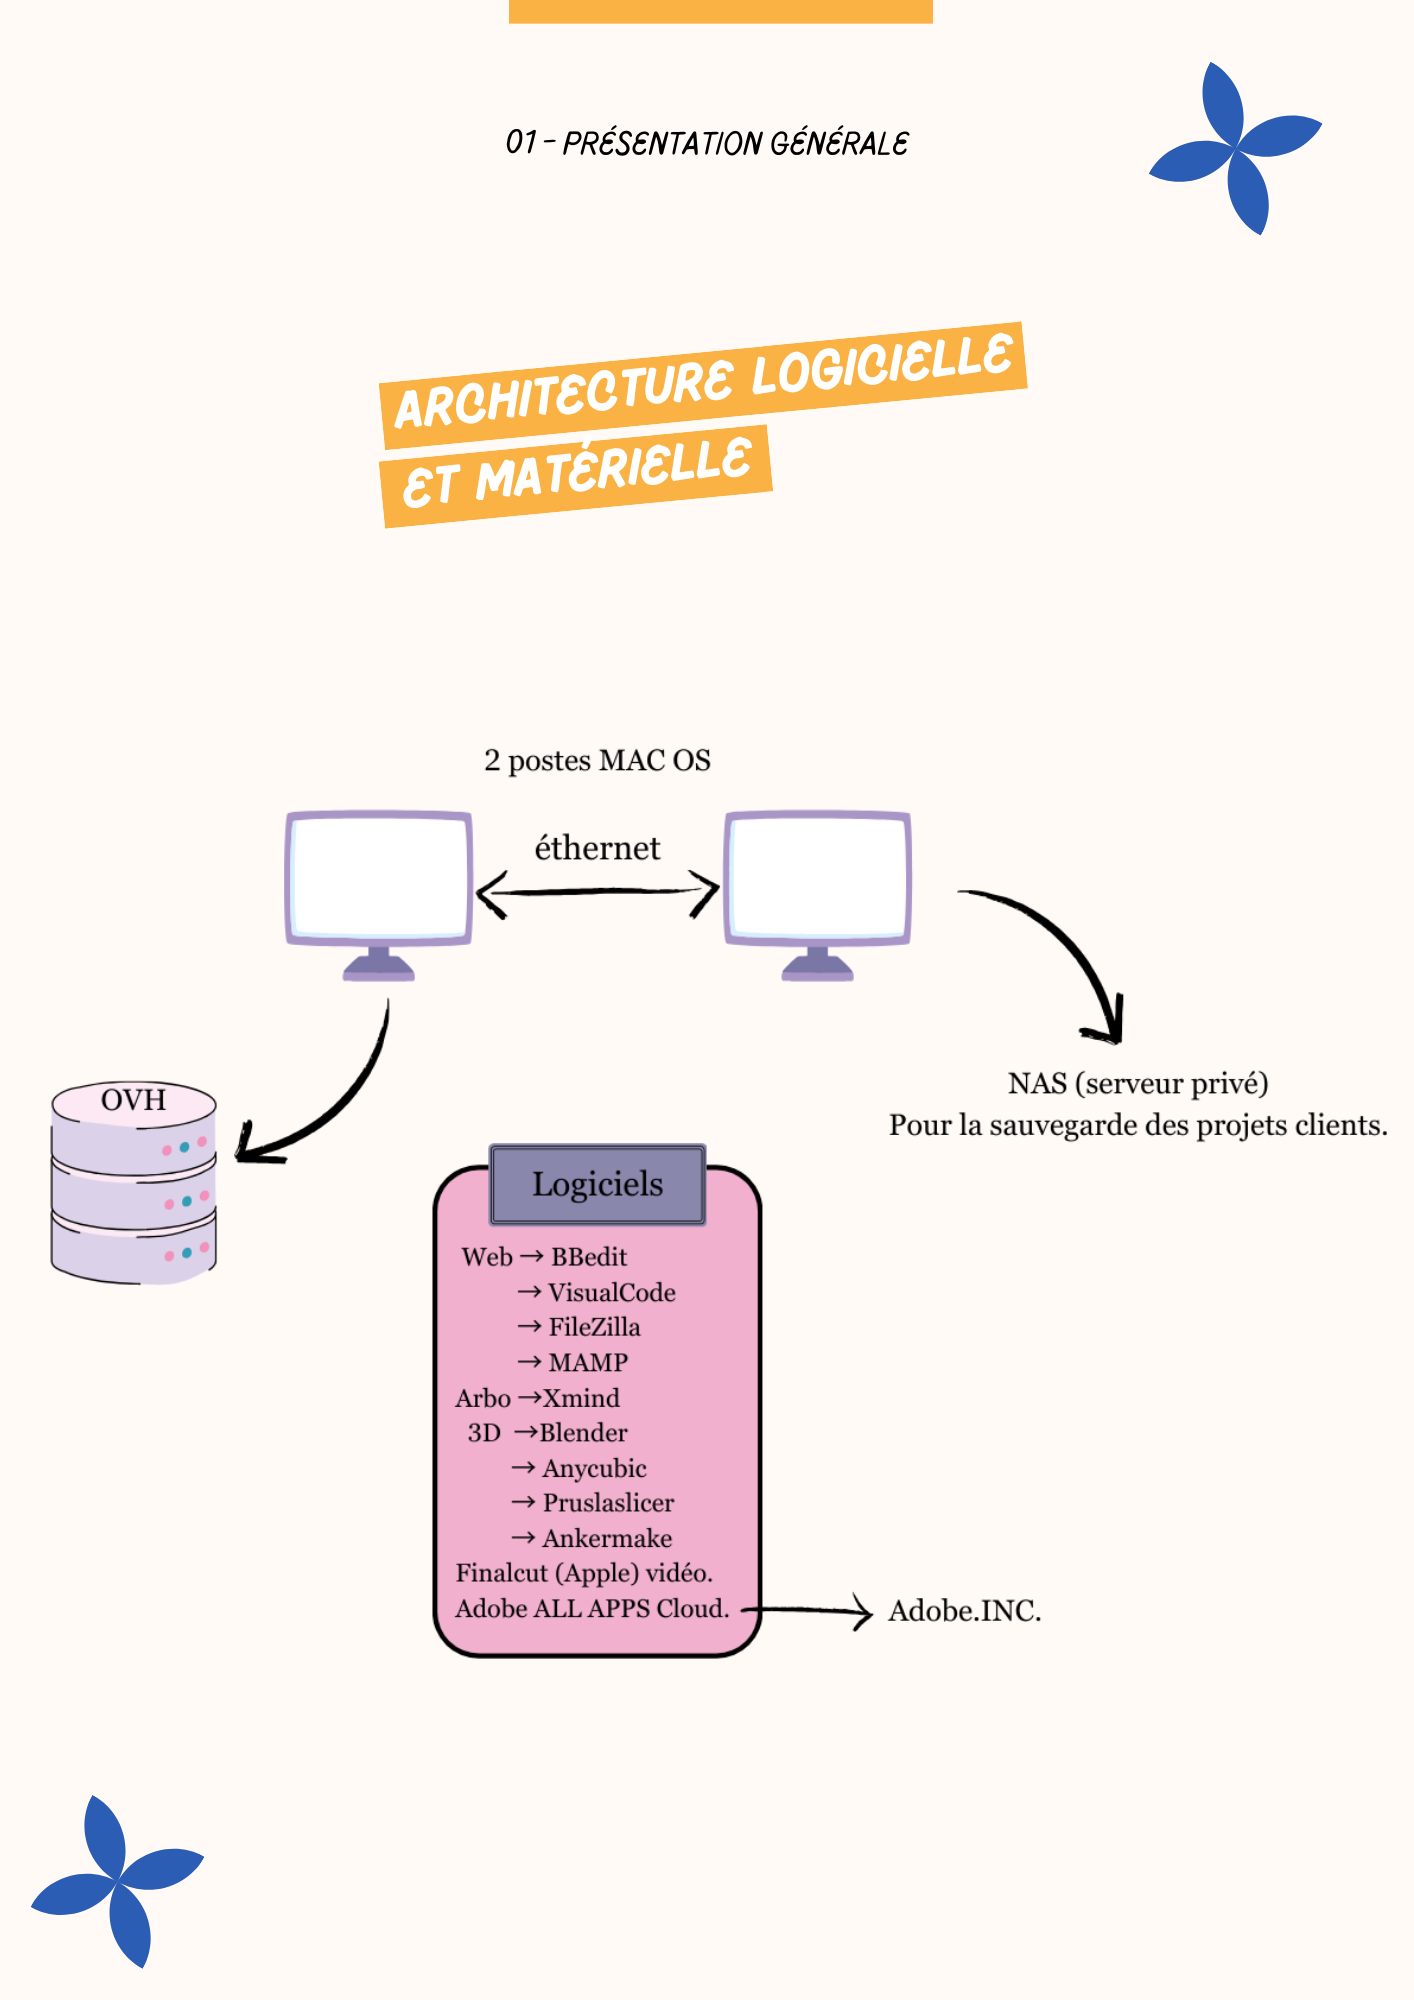 01 - PRÉSENTATION GÉNÉRALE
ARCHITECTURE LOGICIELLE
ET MATÉRIELLE
2 postes MAC OS
éthernet
NAS (serveur privé)
Pour la sauvegarde des projets clients.
OVH
Logiciels
Web → BBedit
→ VisualCode
→ FileZilla
→ MAMP
Arbo →Xmind
3D →Blender
→ Anycubic
→ Pruslaslicer
→ Ankermake
Finalcut (Apple) vidéo.
Adobe ALL APPS Cloud.
Adobe.INC.